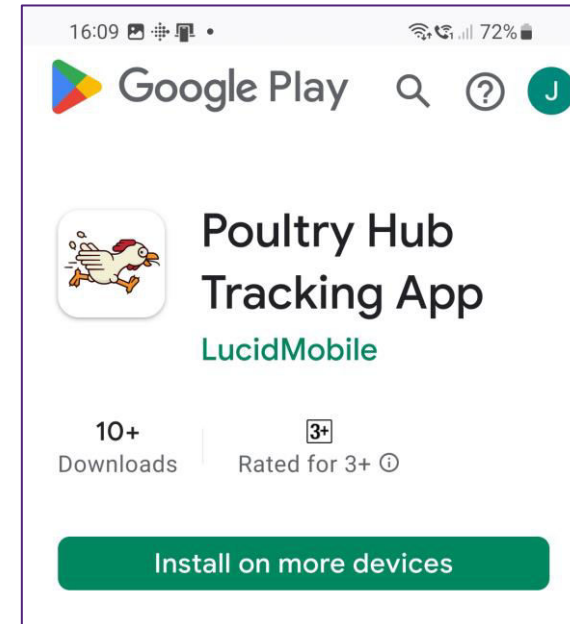 16:09 72%
Google Play J
Poultry Hub
Tracking App
LucidMobile
10+ 3+
Downloads Rated for 3+
Install on more devices